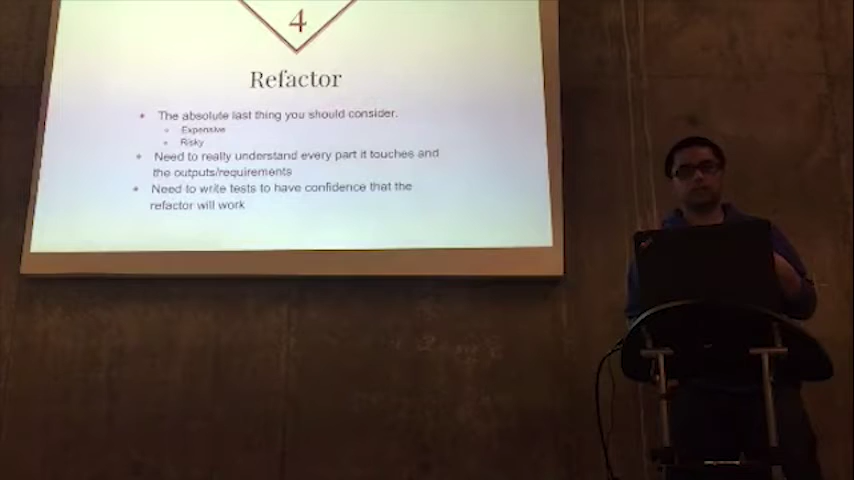 4
Refactor
The absolute last thing you should consider.
Expensive
Risky
Need to really understand every part it touches and
the outputs/requirements
Need to write tests to have confidence that the
refactor will work